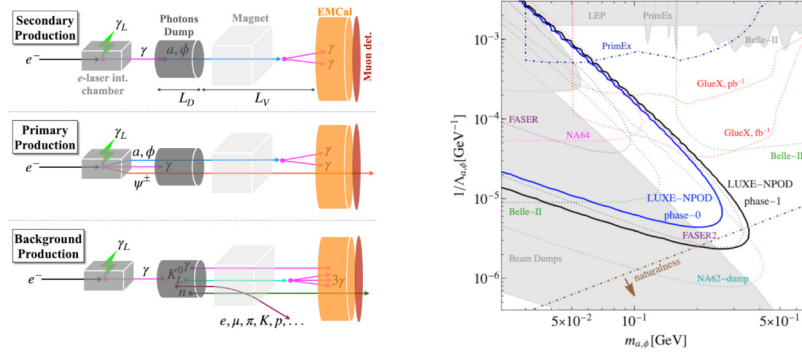 Secondary
Production
γL
Photons
Dump
Magnet
EMCal
e−
γ
a, ϕ
γ
γ
e-laser int.
chamber
LD
LV
Muon det.
Primary
Production
γL
a, ϕ
e−
γ
ψ±
γ
γ
Background
Production
γL
e−
γ
K0L
γ
n
3γ
e, μ, π, K, p, . . .
1/Λa,ϕ[GeV−1]
10−3
10−4
10−5
10−6
LEP
PrimEx
Belle−II
PrimEx
GlueX, pb−1
FASER
NA64
GlueX, fb−1
Belle−II
LUXE−NPOD
phase−0
LUXE−NPOD
phase−1
Belle−II
FASER2
Beam Dumps
naturalness
NA62−dump
5×10−2
10−1
5×10−1
ma,ϕ [GeV]